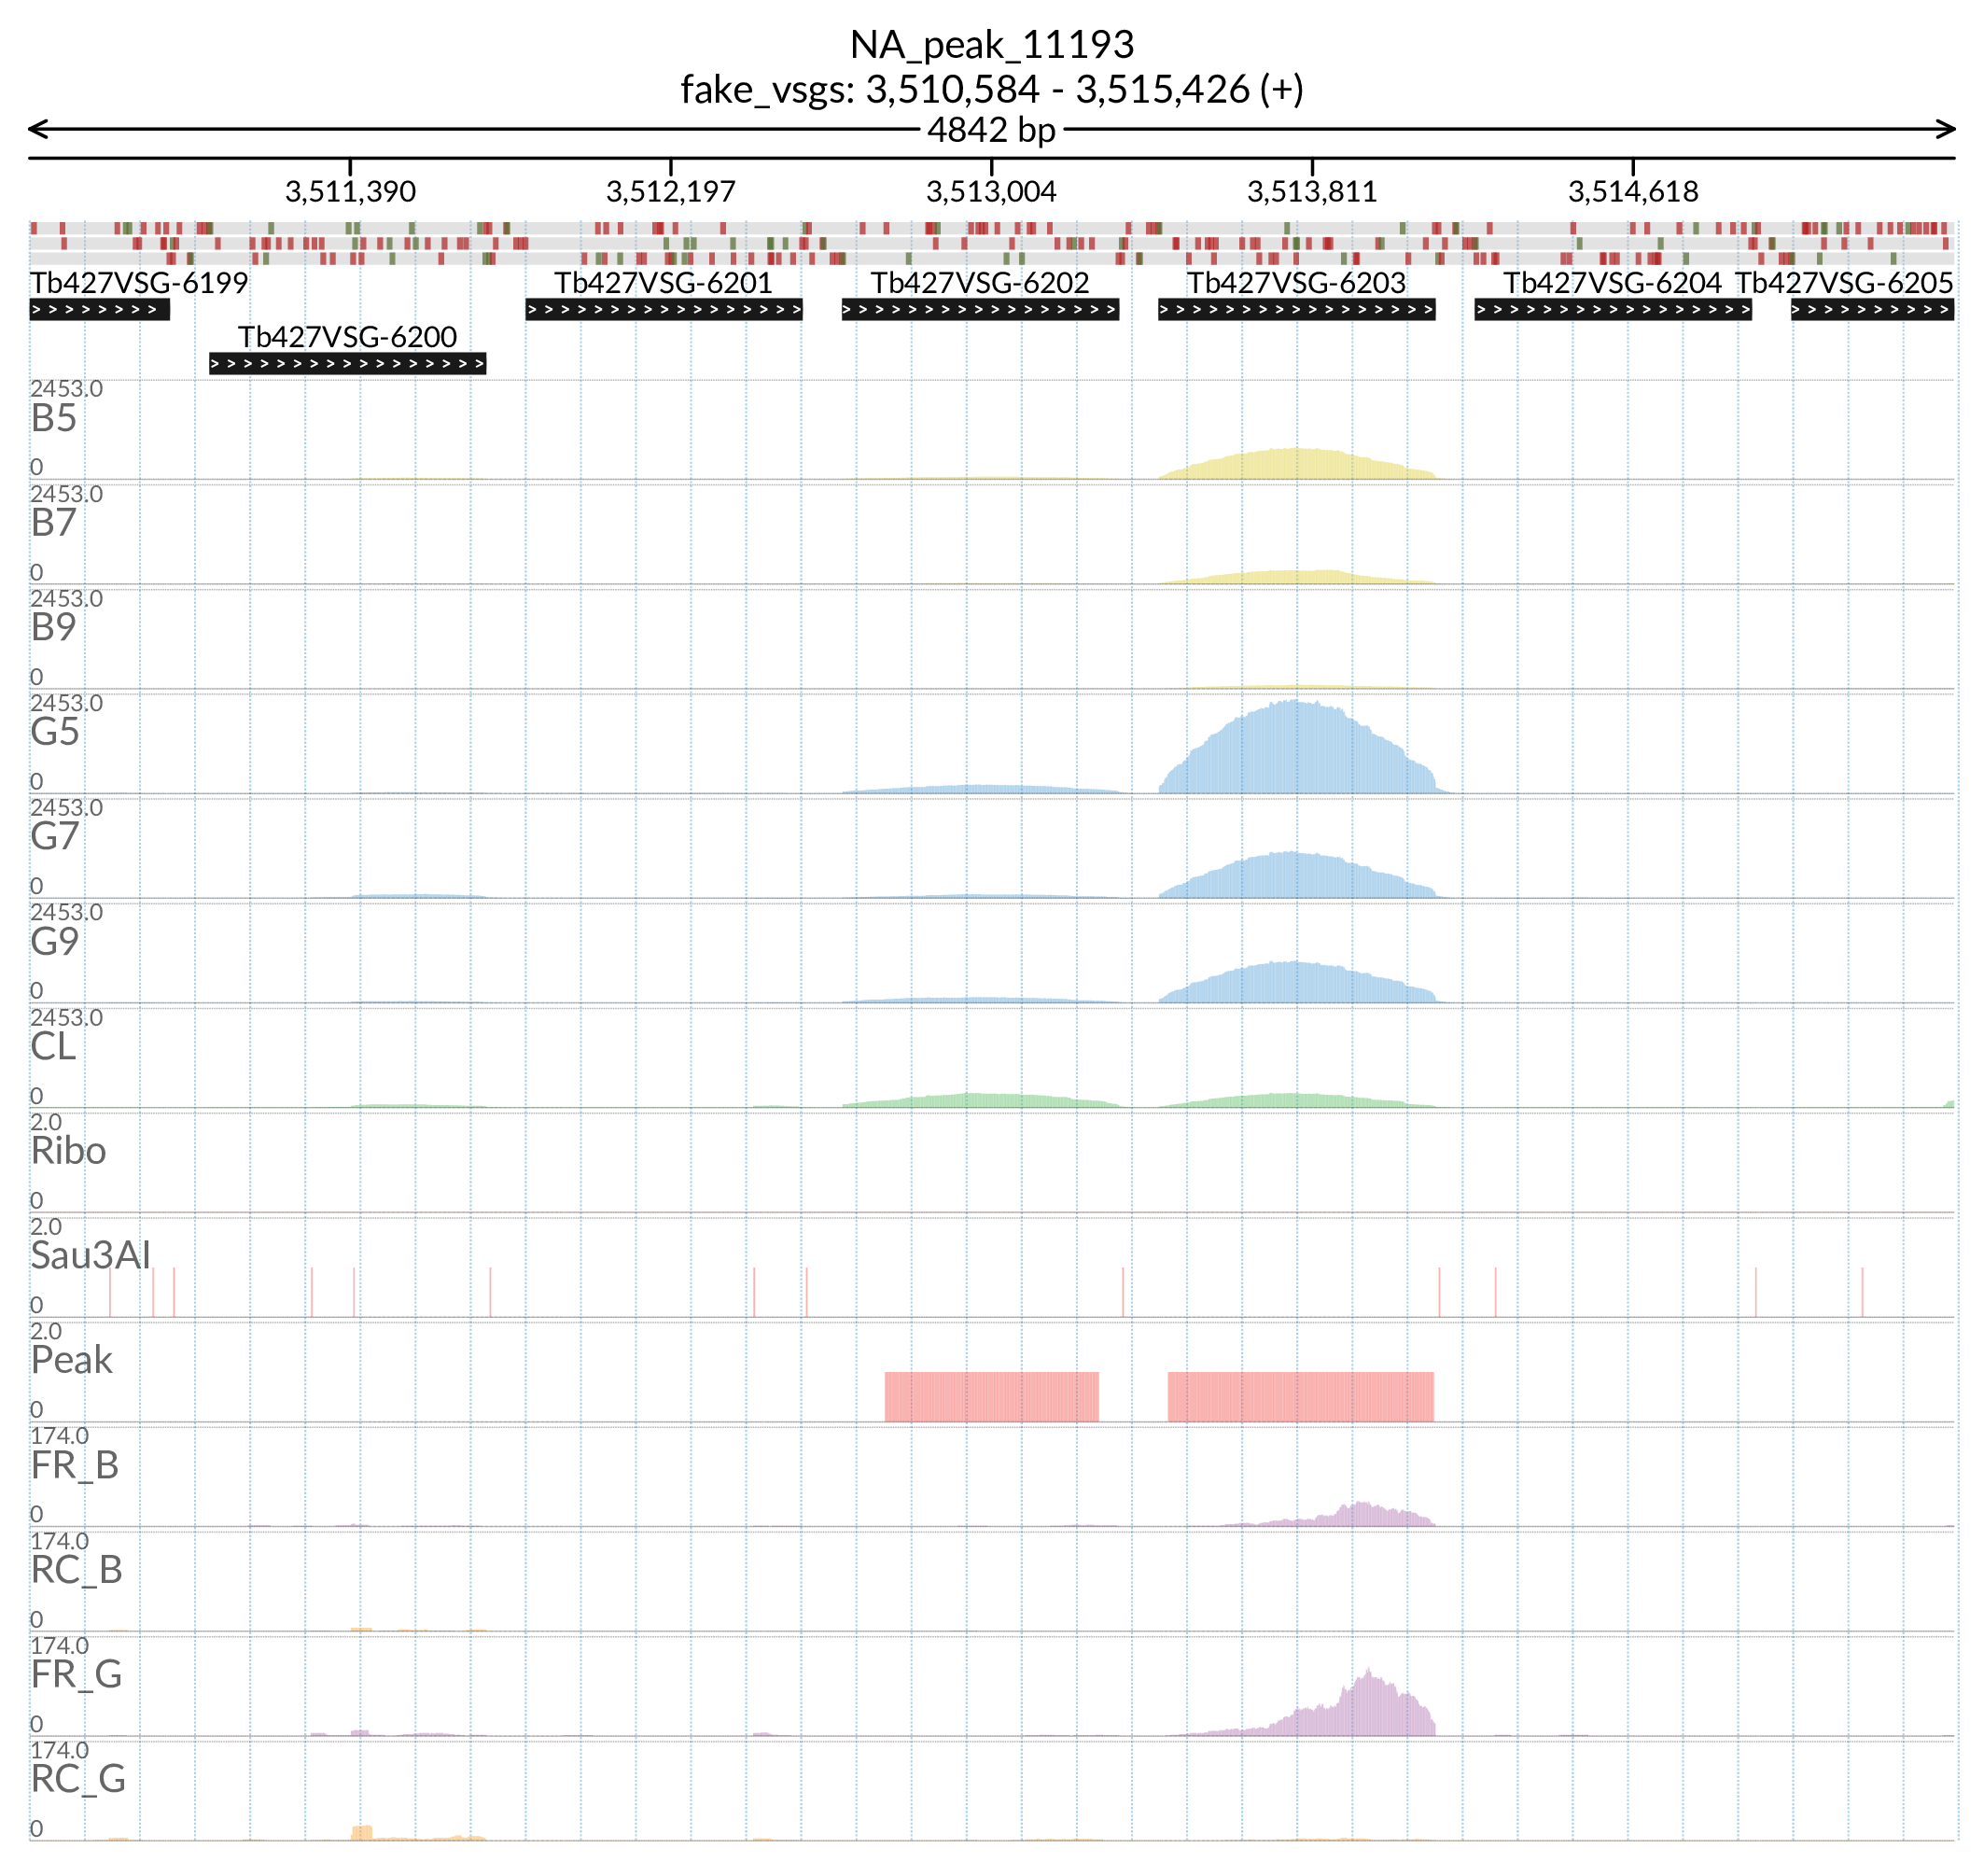 NA_peak_11193
fake_vsgs: 3,510,584 - 3,515,426 (+)
4842 bp
3,511,390 3,512,197 3,513,004 3,513,811 3,514,618
Tb427VSG-6199 Tb427VSG-6201 Tb427VSG-6202 Tb427VSG-6203 Tb427VSG-6204 Tb427VSG-6205
Tb427VSG-6200
2453.0
B5
0
2453.0
B7
0
2453.0
B9
0
2453.0
G5
0
2453.0
G7
0
2453.0
G9
0
2453.0
CL
0
2.0
Ribo
0
2.0
Sau3AI
0
2.0
Peak
0
174.0
FR_B
0
174.0
RC_B
0
174.0
FR_G
0
174.0
RC_G
0